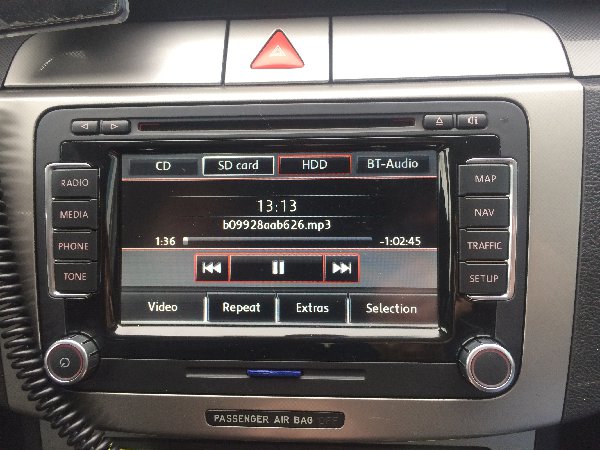 CD SD card HDD BT-Audio
RADIO
MEDIA
PHONE
TONE
13:13
b09928aab626.mp3
1:36 -1:02:45
Video Repeat Extras Selection
MAP
NAV
TRAFFIC
SETUP
PASSENGER AIR BAG OFF